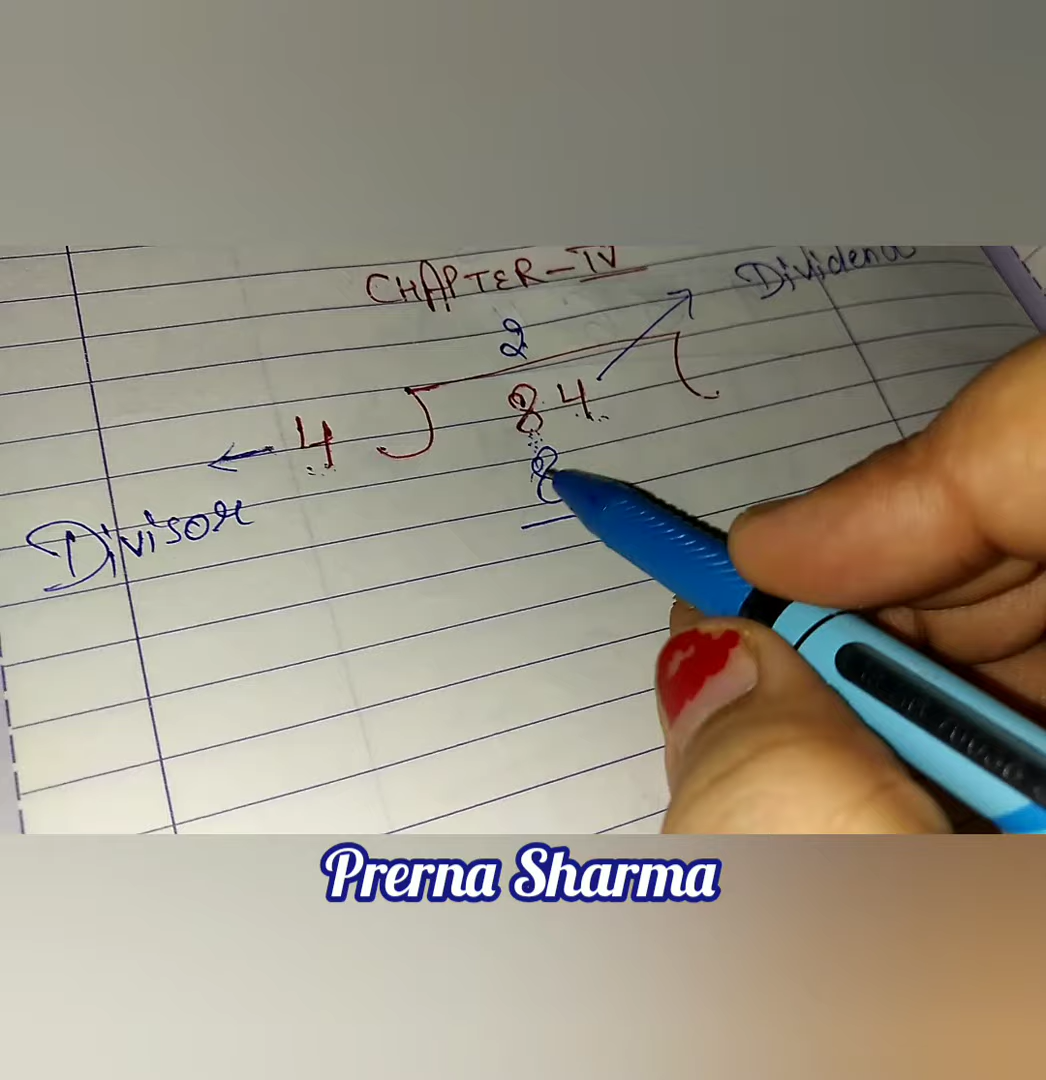 CHAPTER-IV
Dividend
2
4 84
8
Divisor
Prerna Sharma